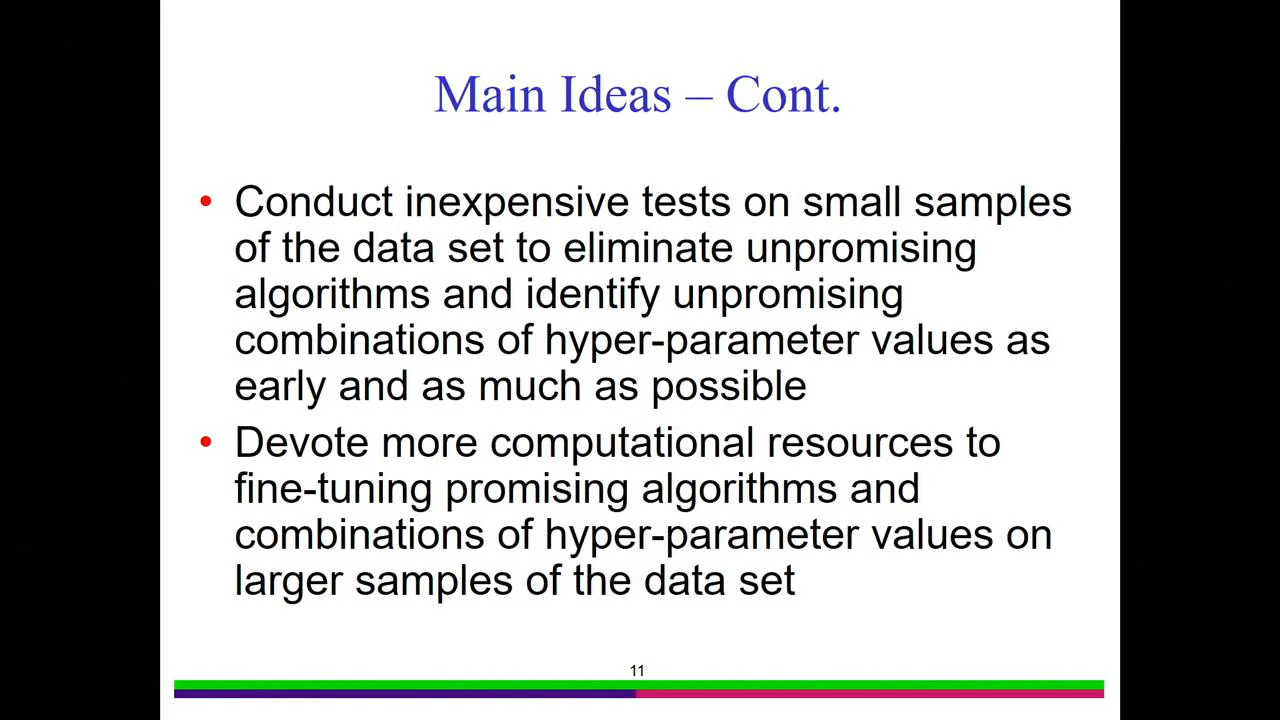 Main Ideas – Cont.
• Conduct inexpensive tests on small samples
of the data set to eliminate unpromising
algorithms and identify unpromising
combinations of hyper-parameter values as
early and as much as possible
• Devote more computational resources to
fine-tuning promising algorithms and
combinations of hyper-parameter values on
larger samples of the data set
11